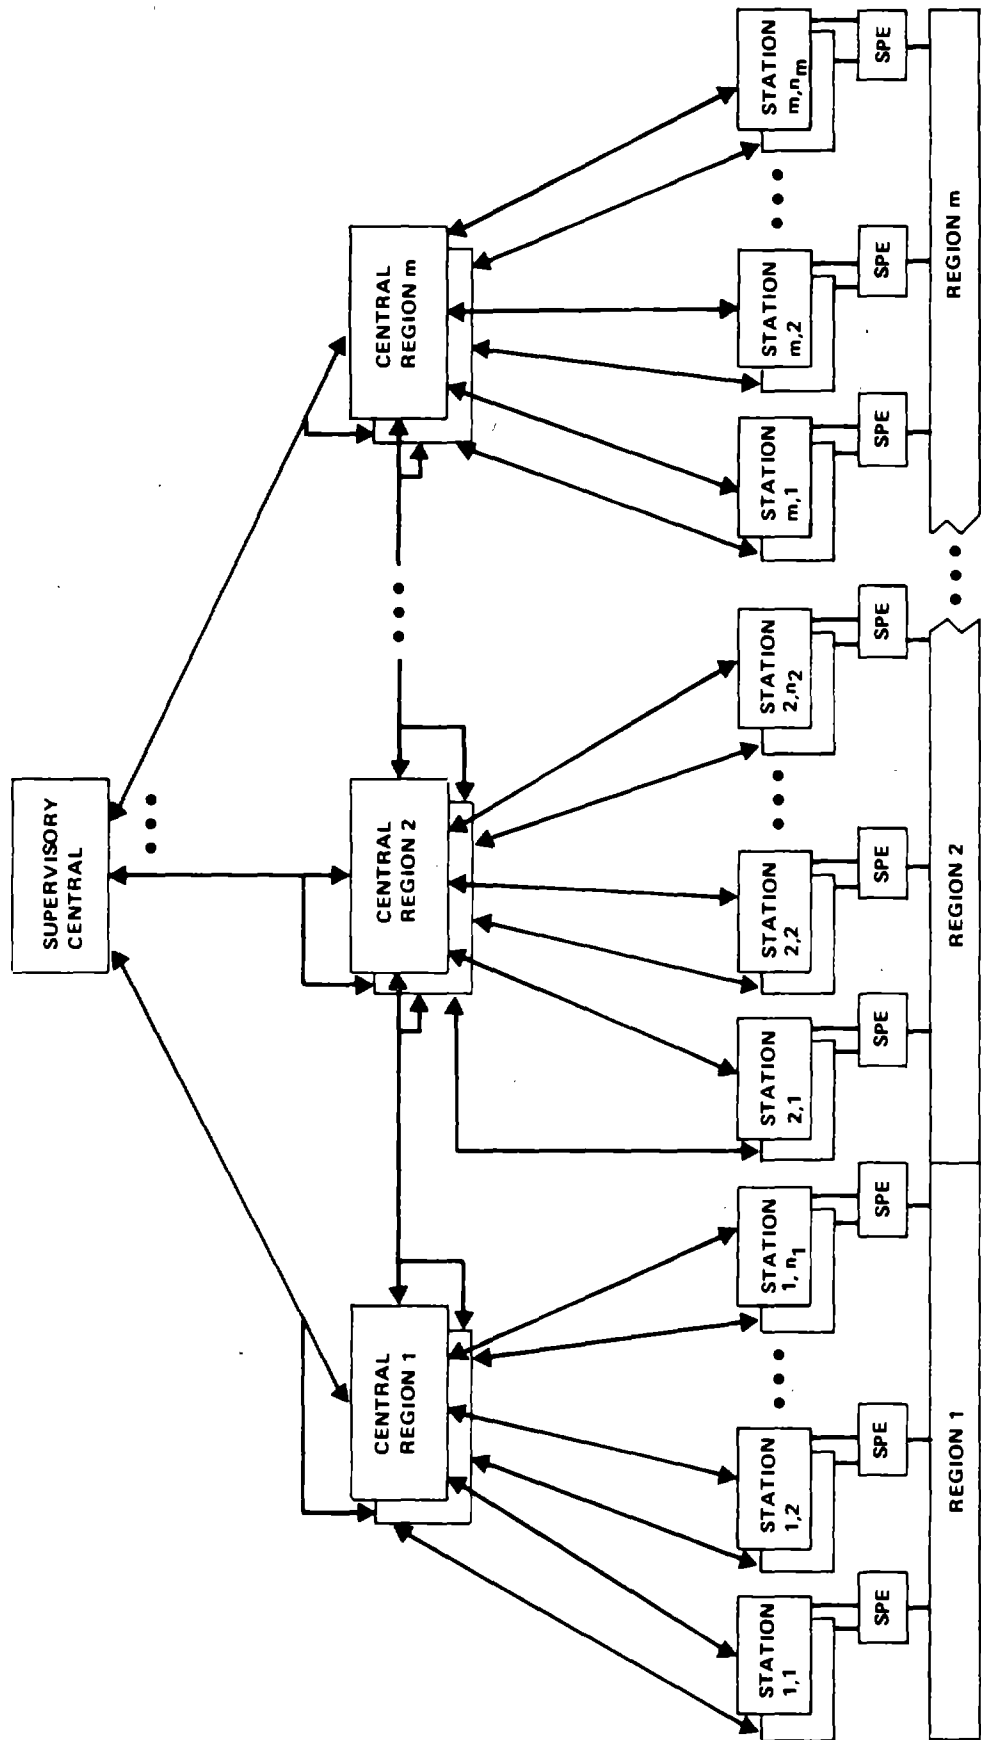 SUPERVISORY
CENTRAL
CENTRAL
REGION 1
CENTRAL
REGION 2
CENTRAL
REGION m
STATION
1,1
STATION
1,2
STATION
1, n1
STATION
2,1
STATION
2,2
STATION
2,n2
STATION
m,1
STATION
m,2
STATION
m,nm
SPE
SPE
SPE
SPE
SPE
SPE
SPE
SPE
SPE
REGION 1
REGION 2
REGION m